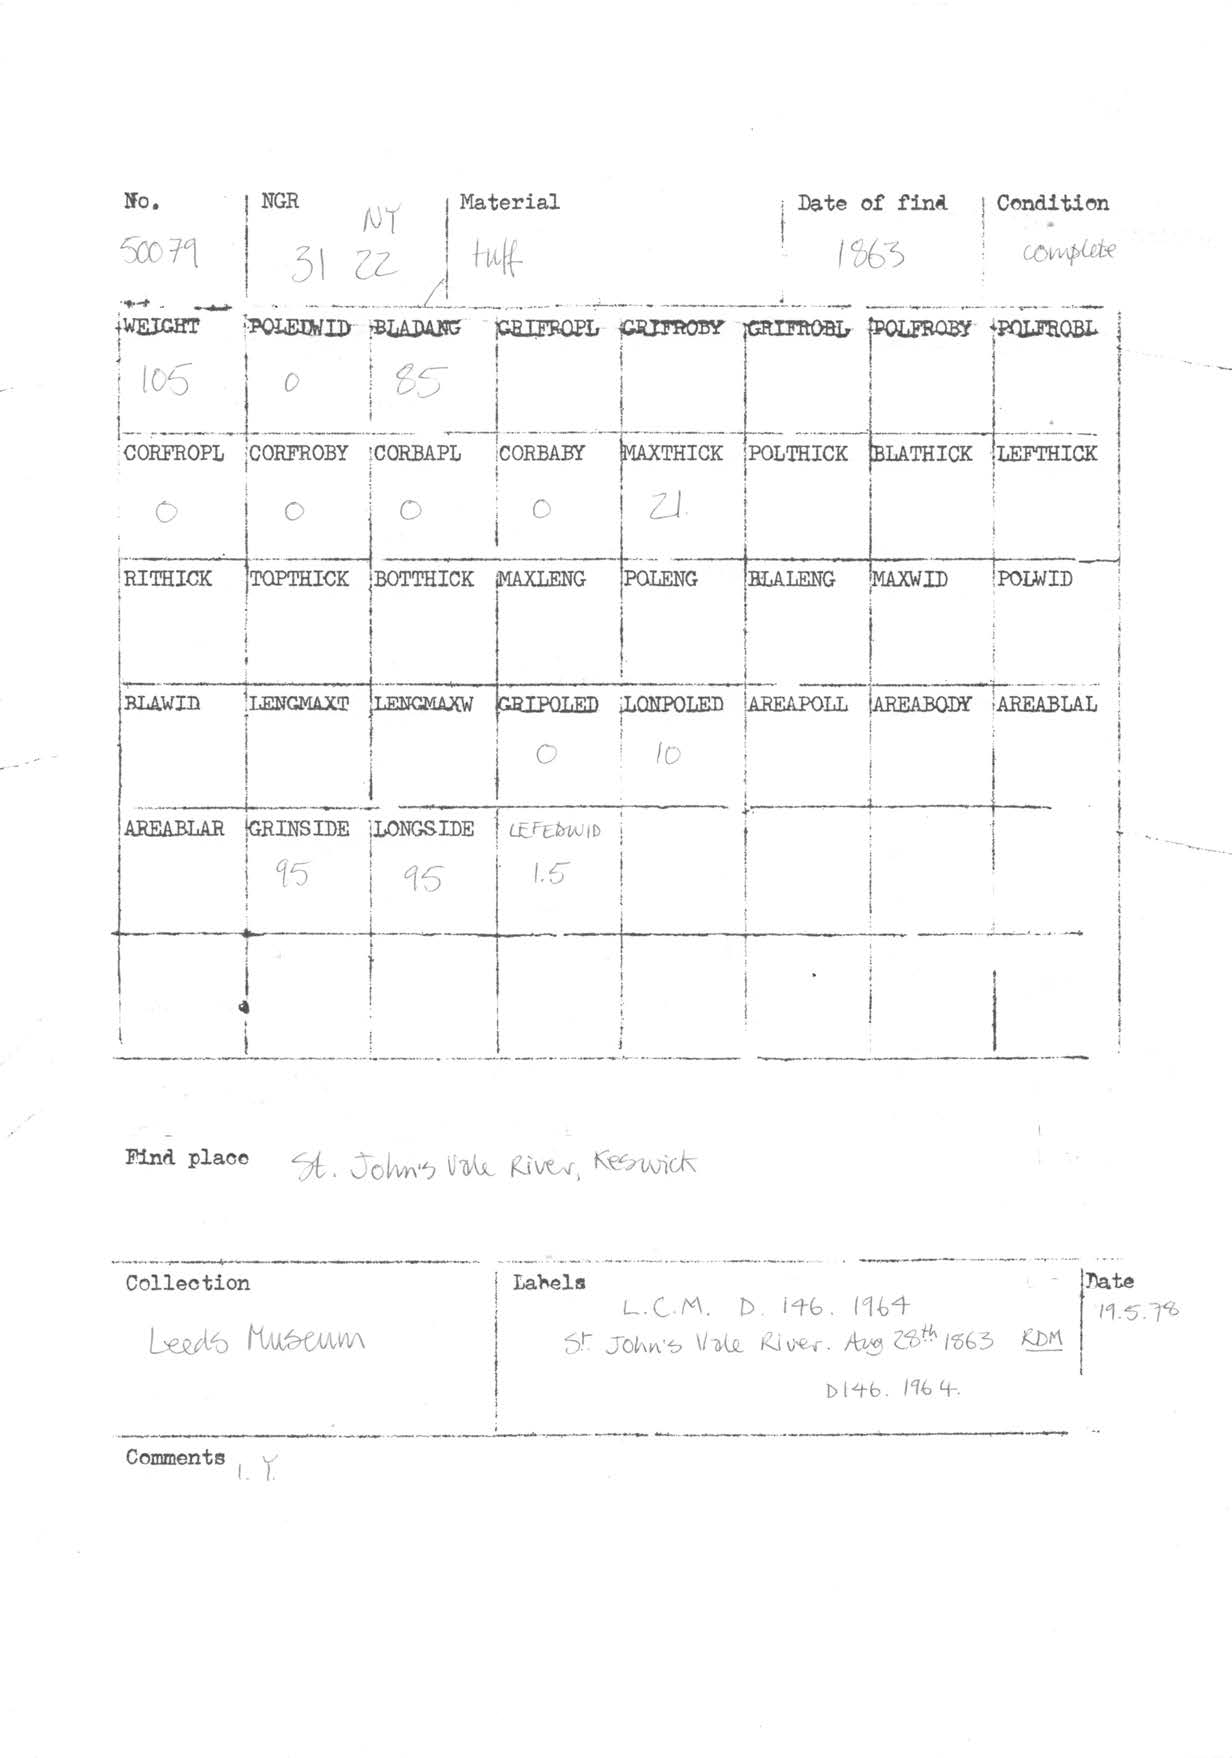 No. NGR Material Date of find Condition
NY
50079 31 22 tuff 1863 complete
WEIGHT POLEDWID BLADANG GRIFROPL GRIFROBY GRIFROBL POLFROBY POLFROBL
105 0 85
CORFROPL CORFROBY CORBAPL CORBABY MAXTHICK POLTHICK BLATHICK LEFTHICK
0 0 0 0 21.
RITHICK TOPTHICK BOTTHICK MAXLENG POLENG BLALENG MAXWID POLWID
BLAWID LENGMAXT LENGMAXW GRIPOLED LONPOLED AREAPOLL AREABODY AREABLAL
0 10
AREABLAR GRINSIDE LONGSIDE LEFEDWID
95 95 1.5
Find place St. John's Vale River, Keswick
Collection Labels Date
L.C.M. D. 146. 1964 19.5.78
Leeds Museum St. John's Vale River. Aug 28th 1863 RDM
D146. 1964.
Comments 1. Y.